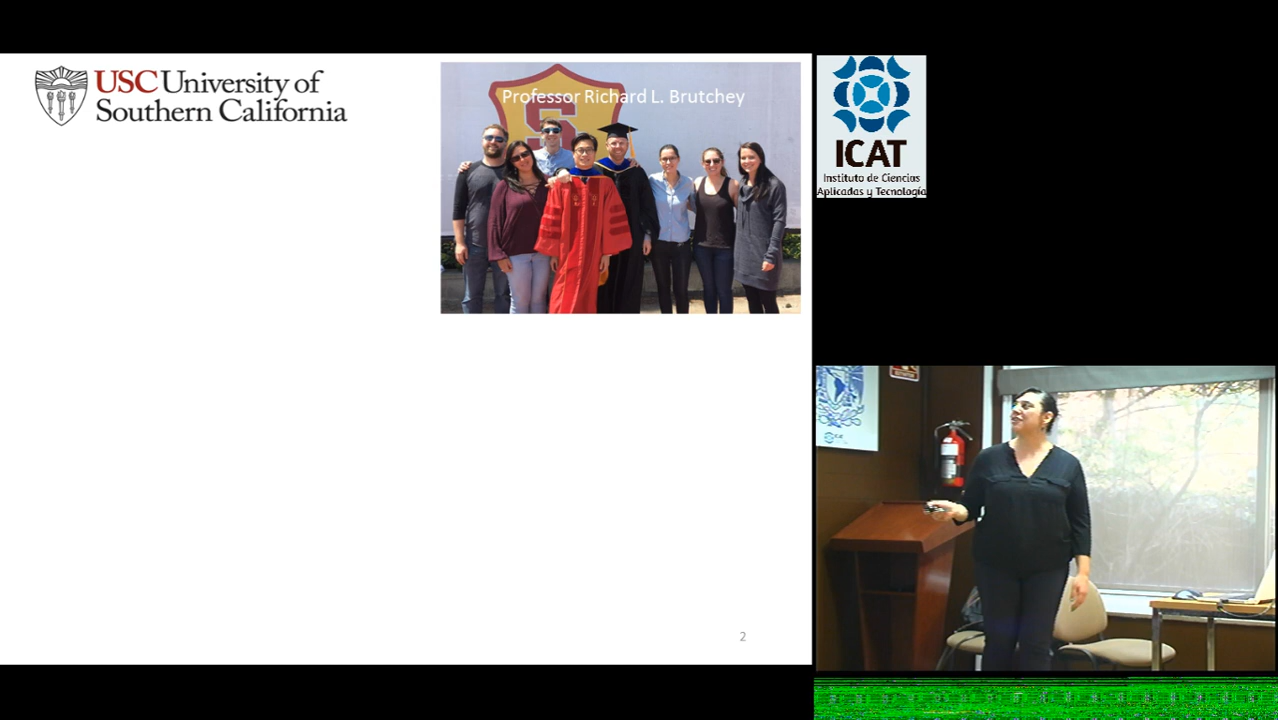 USC University of
Southern California
Professor Richard L. Brutchey
S
2
ICAT
Instituto de Ciencias
Aplicadas y Tecnología